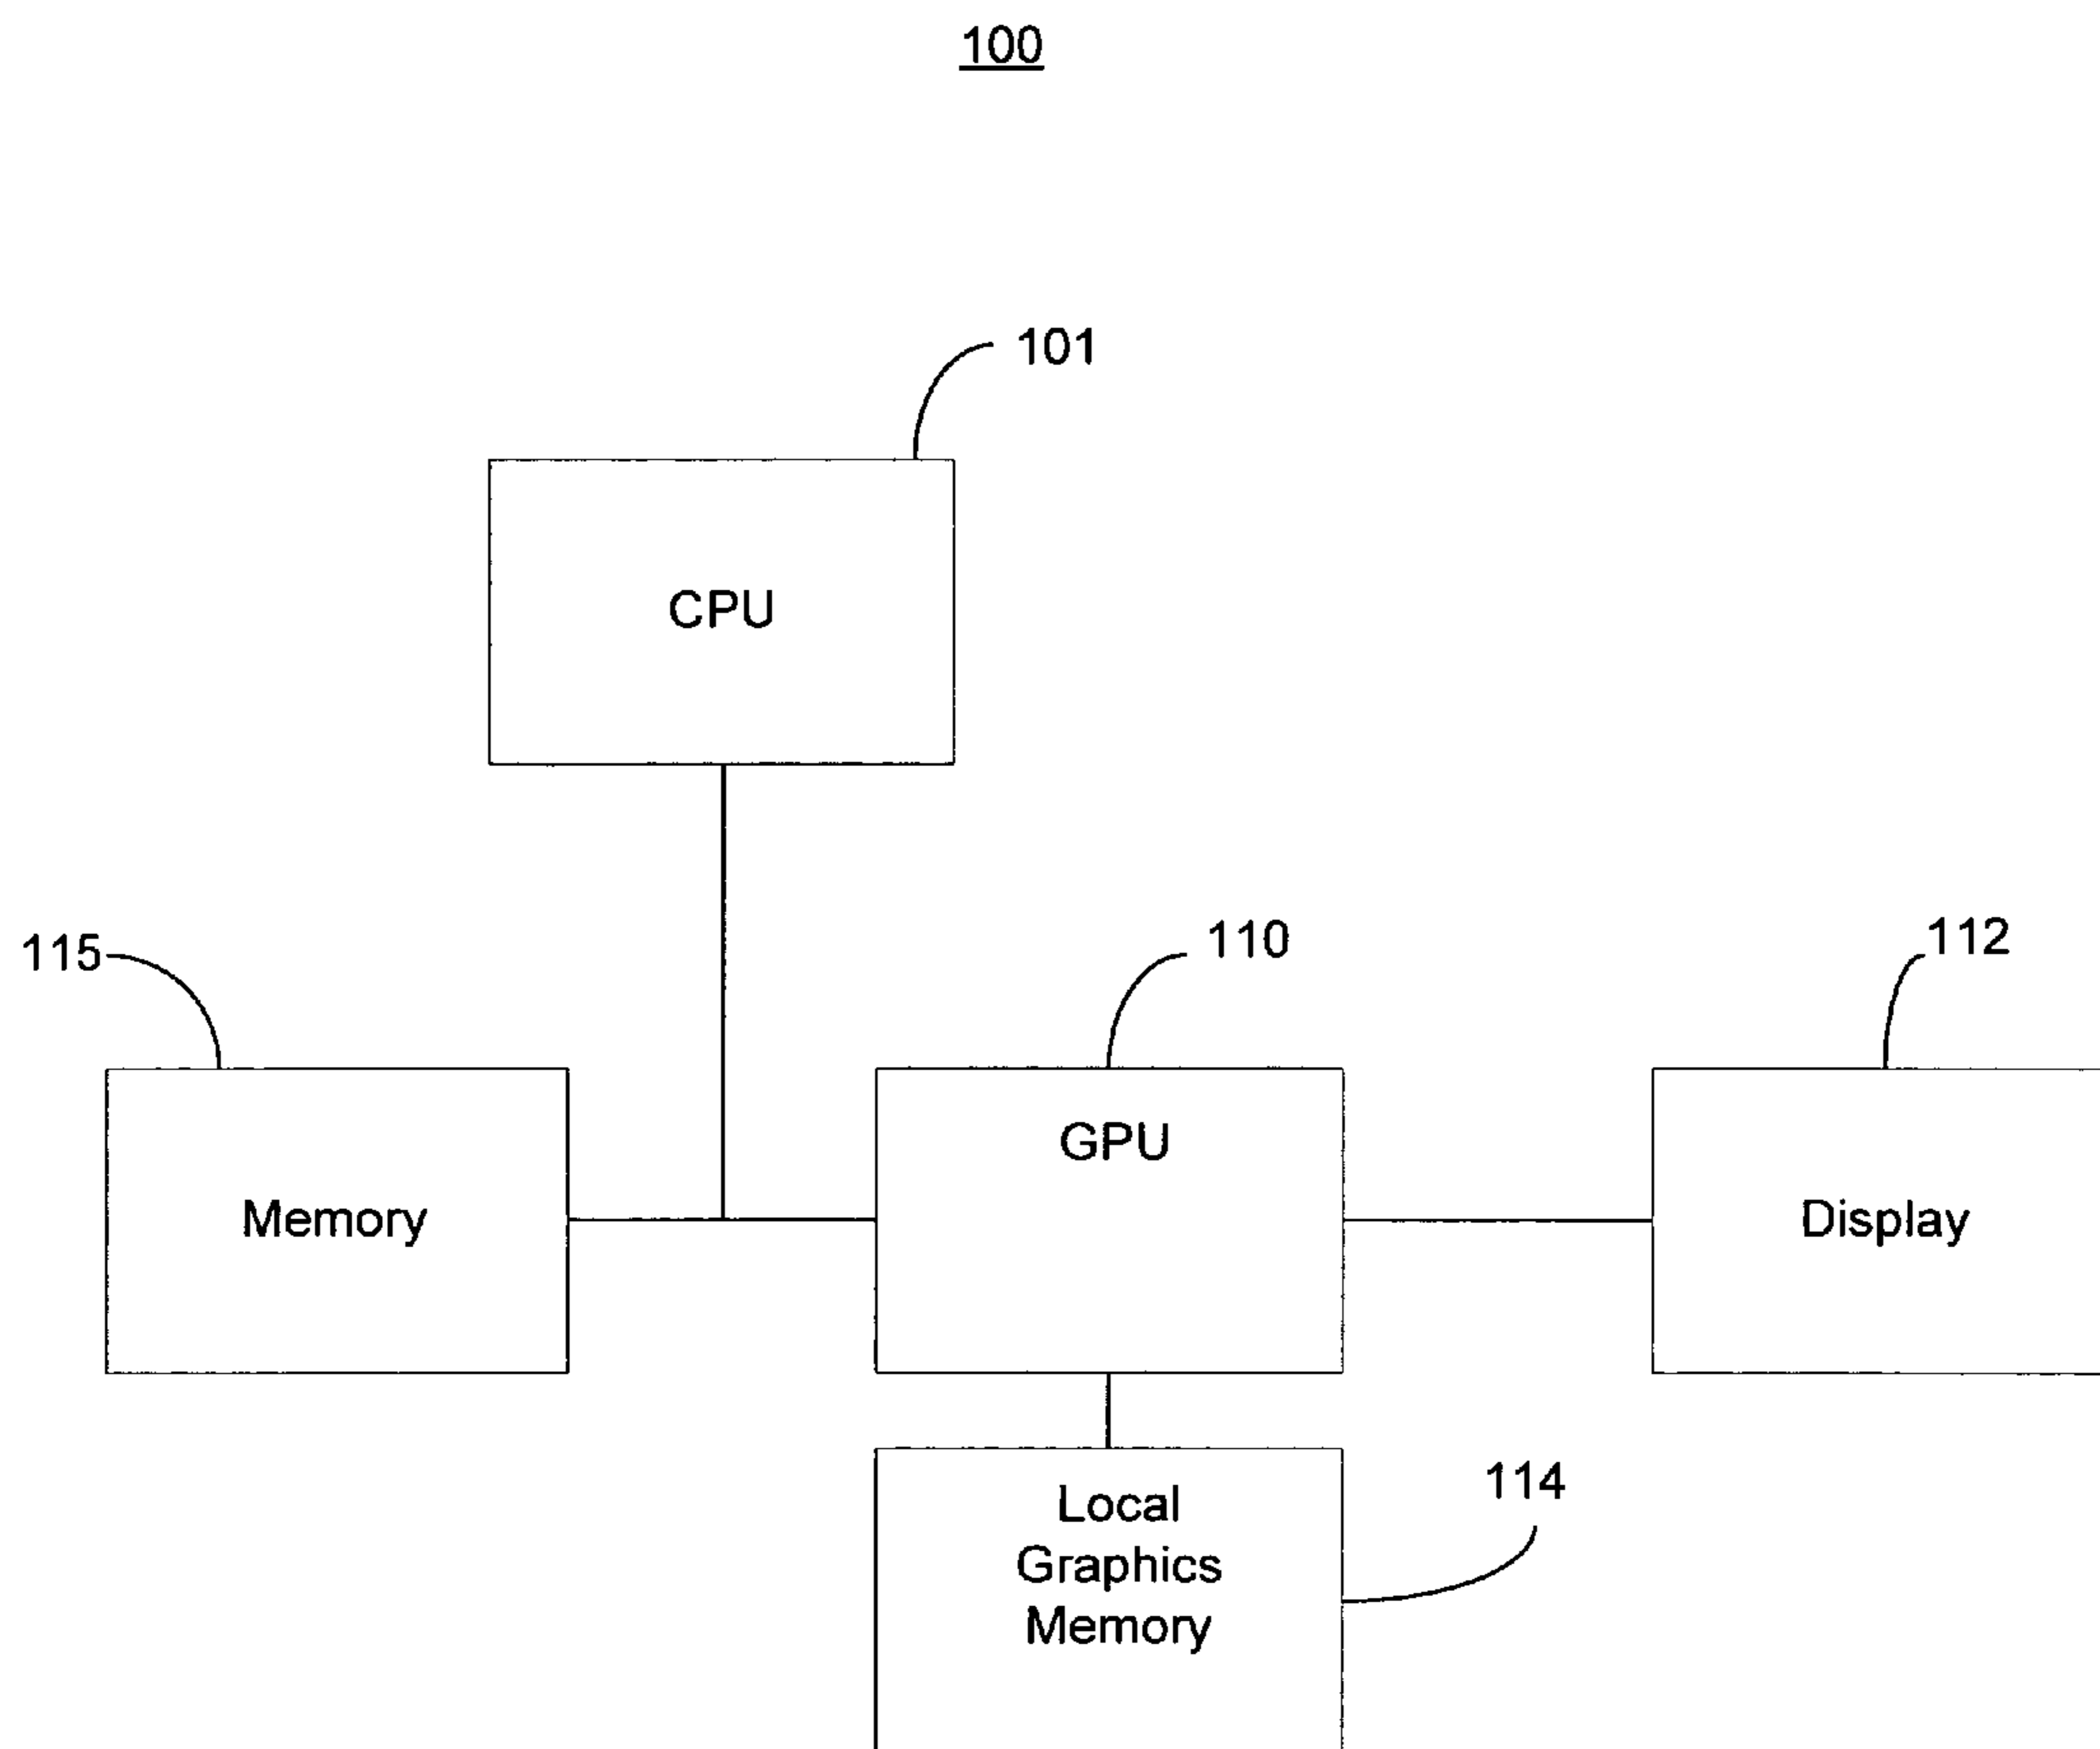 100
101
CPU
115
110
112
GPU
Memory
Display
Local
Graphics
Memory
114